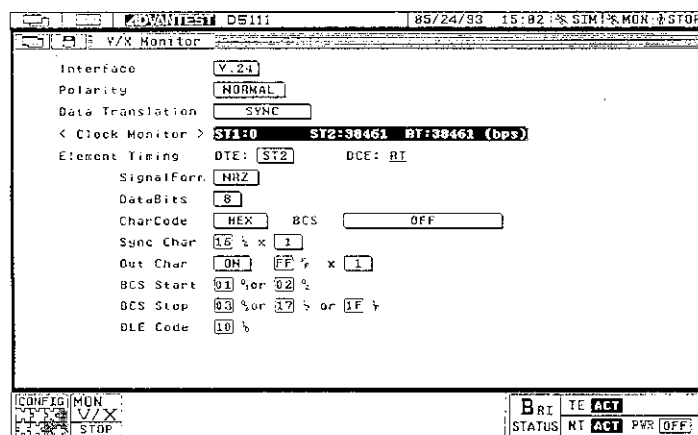 ADVANTEST D5111 05/24/93 15:02 SIM MON STOP
V/X Monitor
Interface V.24
Polarity NORMAL
Data Translation SYNC
< Clock Monitor > ST1:0 ST2:38461 RT:38461 (bps)
Element Timing DTE: ST2 DCE: RT
SignalForm NRZ
DataBits 8
CharCode HEX BCS OFF
Sync Char 16 x 1
Out Char ON FF x 1
BCS Start 01 or 02
BCS Stop 03 or 17 or 1F
DLE Code 10
CONFIG MON
V/X
STOP
BRI TE ACT
STATUS NT ACT PWR OFF